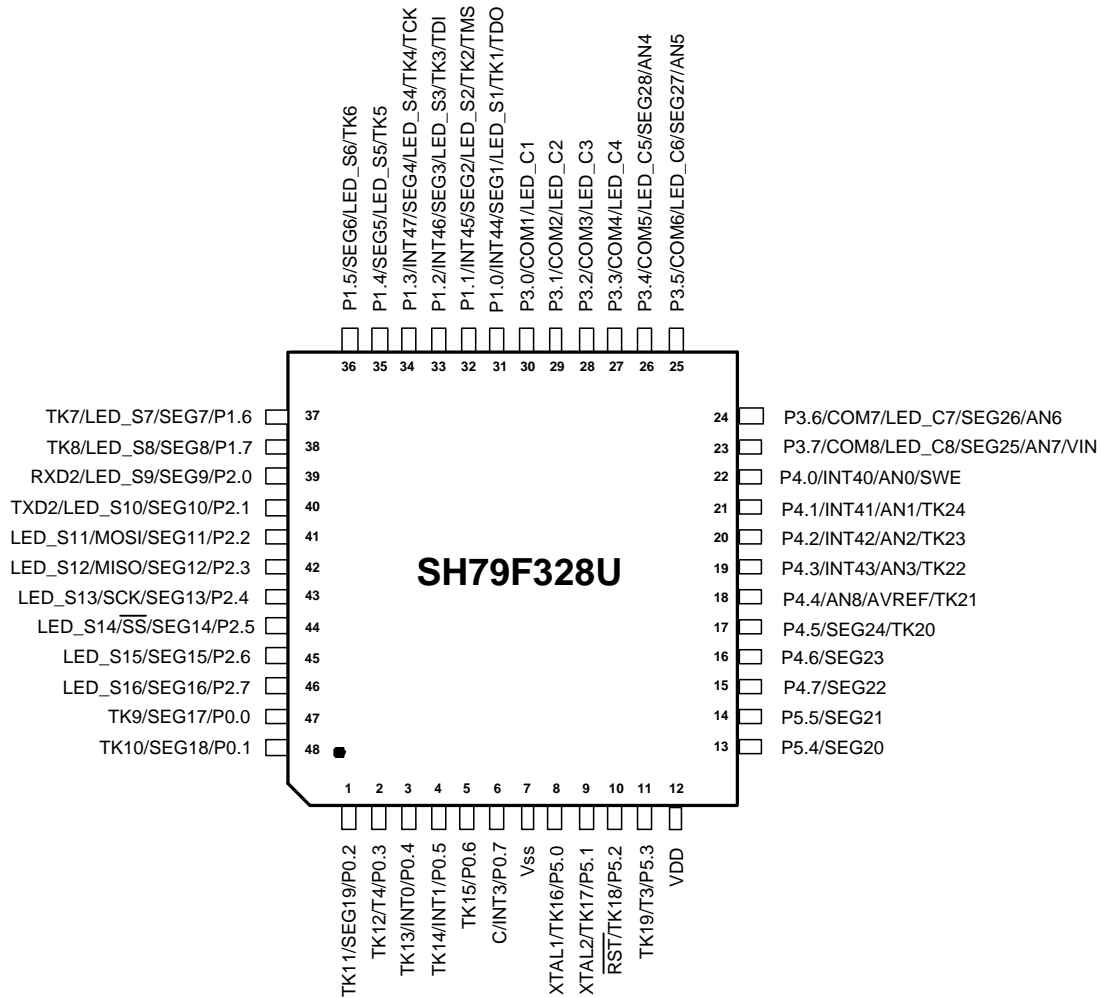 P1.5/SEG6/LED_S6/TK6
P1.4/SEG5/LED_S5/TK5
P1.3/INT47/SEG4/LED_S4/TK4/TCK
P1.2/INT46/SEG3/LED_S3/TK3/TDI
P1.1/INT45/SEG2/LED_S2/TK2/TMS
P1.0/INT44/SEG1/LED_S1/TK1/TDO
P3.0/COM1/LED_C1
P3.1/COM2/LED_C2
P3.2/COM3/LED_C3
P3.3/COM4/LED_C4
P3.4/COM5/LED_C5/SEG28/AN4
P3.5/COM6/LED_C6/SEG27/AN5
36 35 34 33 32 31 30 29 28 27 26 25
TK7/LED_S7/SEG7/P1.6 37
TK8/LED_S8/SEG8/P1.7 38
RXD2/LED_S9/SEG9/P2.0 39
TXD2/LED_S10/SEG10/P2.1 40
LED_S11/MOSI/SEG11/P2.2 41
LED_S12/MISO/SEG12/P2.3 42
LED_S13/SCK/SEG13/P2.4 43
LED_S14/SS/SEG14/P2.5 44
LED_S15/SEG15/P2.6 45
LED_S16/SEG16/P2.7 46
TK9/SEG17/P0.0 47
TK10/SEG18/P0.1 48
SH79F328U
24 P3.6/COM7/LED_C7/SEG26/AN6
23 P3.7/COM8/LED_C8/SEG25/AN7/VIN
22 P4.0/INT40/AN0/SWE
21 P4.1/INT41/AN1/TK24
20 P4.2/INT42/AN2/TK23
19 P4.3/INT43/AN3/TK22
18 P4.4/AN8/AVREF/TK21
17 P4.5/SEG24/TK20
16 P4.6/SEG23
15 P4.7/SEG22
14 P5.5/SEG21
13 P5.4/SEG20
1 2 3 4 5 6 7 8 9 10 11 12
TK11/SEG19/P0.2
TK12/T4/P0.3
TK13/INT0/P0.4
TK14/INT1/P0.5
TK15/P0.6
C/INT3/P0.7
Vss
XTAL1/TK16/P5.0
XTAL2/TK17/P5.1
RST/TK18/P5.2
TK19/T3/P5.3
VDD